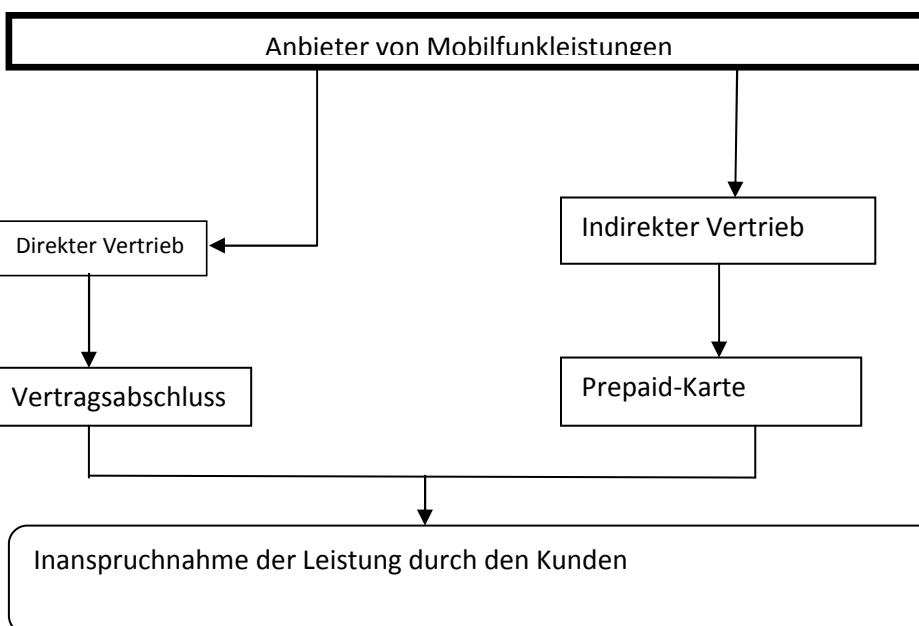 Anbieter von Mobilfunkleistungen
Direkter Vertrieb
Indirekter Vertrieb
Vertragsabschluss
Prepaid-Karte
Inanspruchnahme der Leistung durch den Kunden